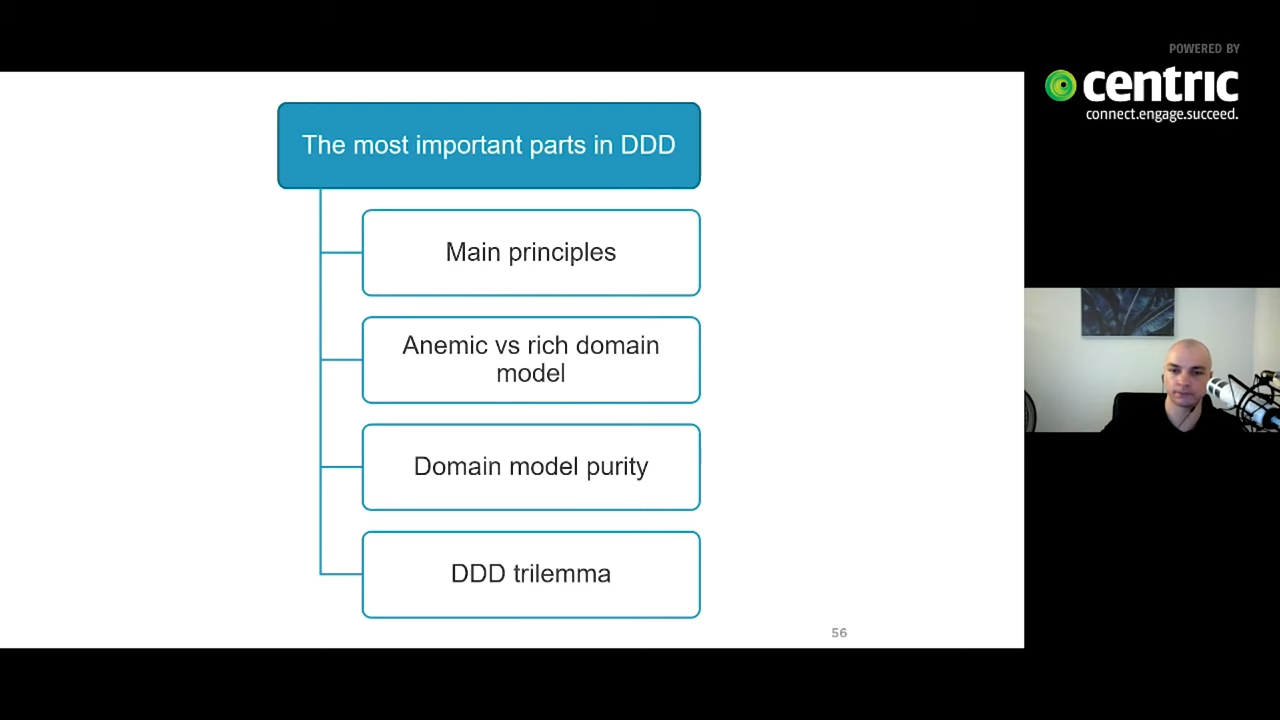 POWERED BY
centric
connect.engage.succeed.
The most important parts in DDD
Main principles
Anemic vs rich domain
model
Domain model purity
DDD trilemma
56